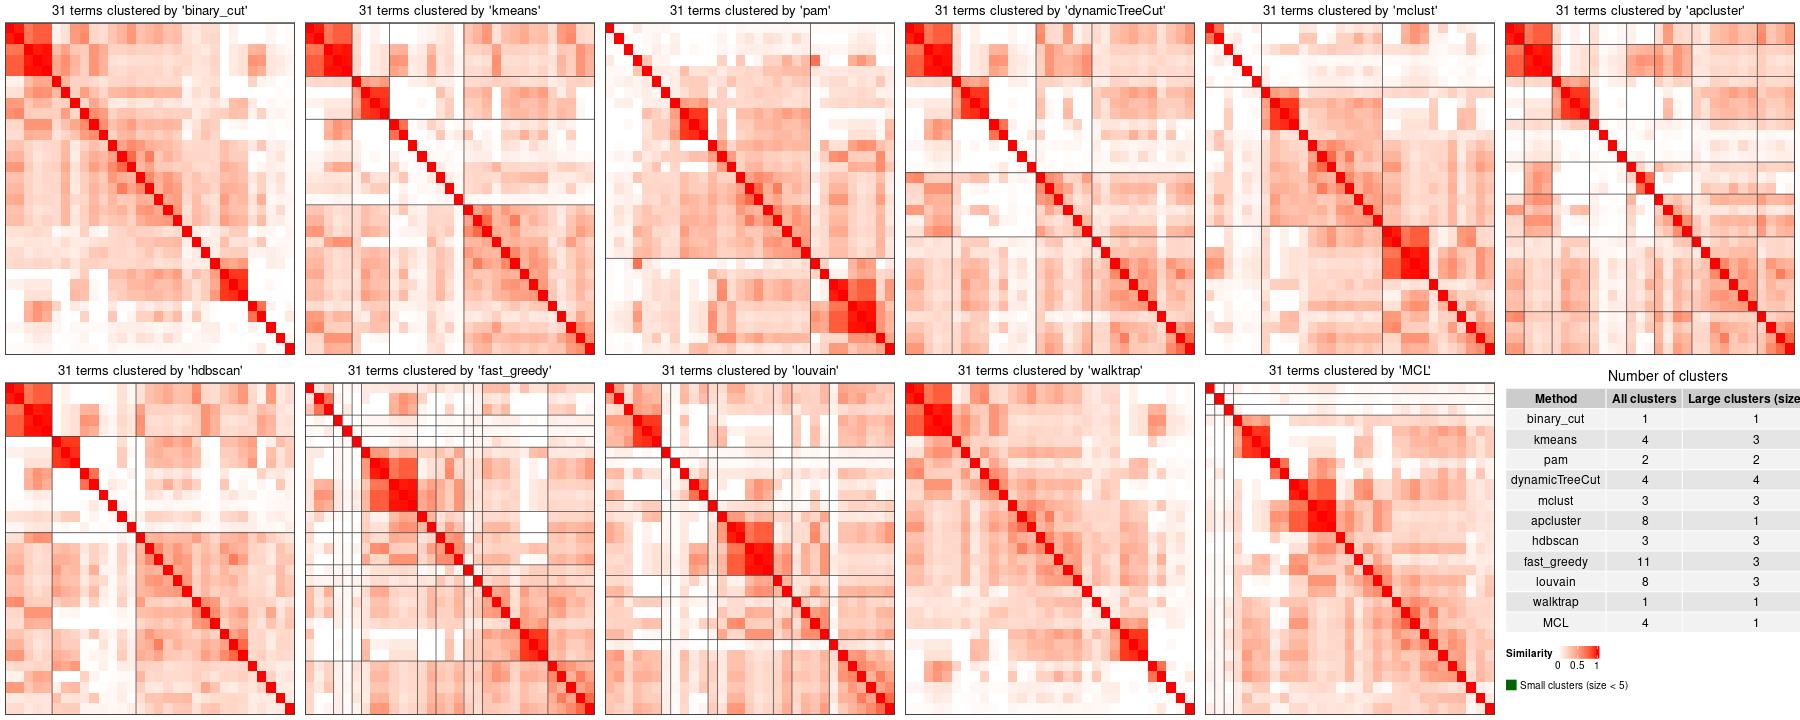 31 terms clustered by 'binary_cut'
31 terms clustered by 'kmeans'
31 terms clustered by 'pam'
31 terms clustered by 'dynamicTreeCut'
31 terms clustered by 'mclust'
31 terms clustered by 'apcluster'
31 terms clustered by 'hdbscan'
31 terms clustered by 'fast_greedy'
31 terms clustered by 'louvain'
31 terms clustered by 'walktrap'
31 terms clustered by 'MCL'
Number of clusters
Method All clusters Large clusters (size
binary_cut 1 1
kmeans 4 3
pam 2 2
dynamicTreeCut 4 4
mclust 3 3
apcluster 8 1
hdbscan 3 3
fast_greedy 11 3
louvain 8 3
walktrap 1 1
MCL 4 1
Similarity
0 0.5 1
Small clusters (size < 5)